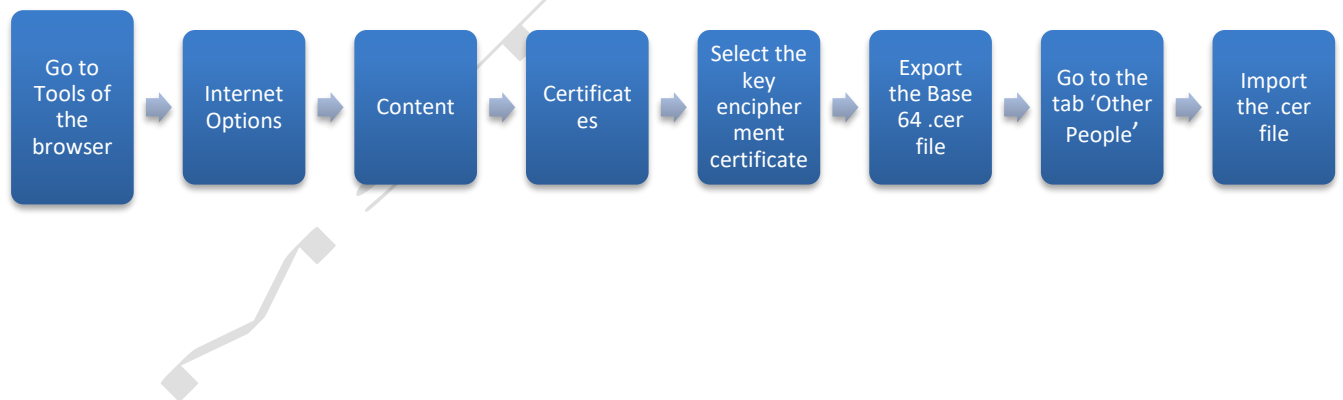 Go to
Tools of
the
browser
Internet
Options
Content
Certificat
es
Select the
key
encipher
ment
certificate
Export
the Base
64 .cer
file
Go to the
tab ‘Other
People’
Import
the .cer
file